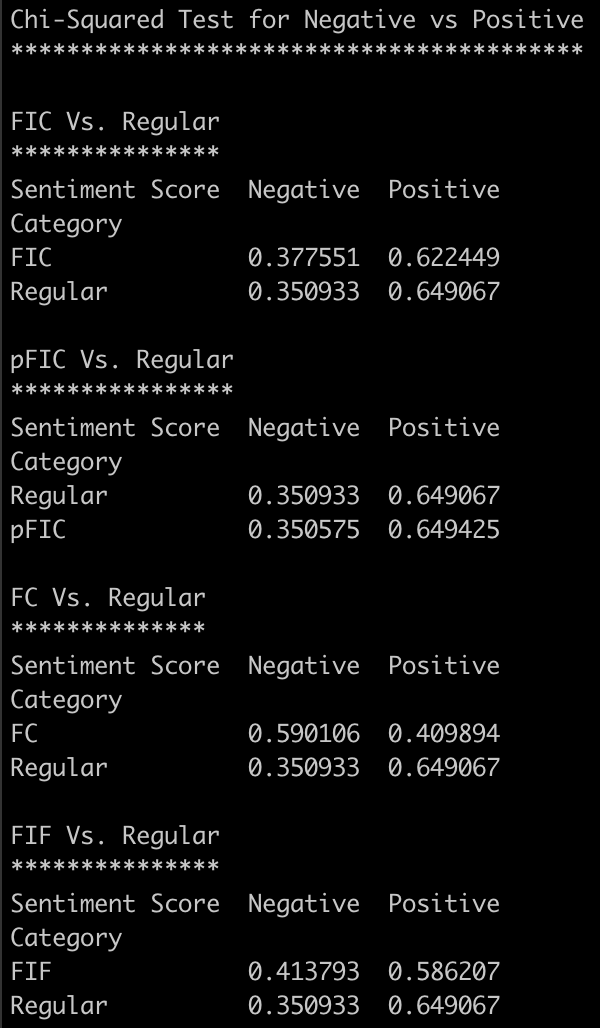 Chi-Squared Test for Negative vs Positive
*****************************************
FIC Vs. Regular
***************
Sentiment Score  Negative  Positive
Category
FIC              0.377551  0.622449
Regular          0.350933  0.649067
pFIC Vs. Regular
****************
Sentiment Score  Negative  Positive
Category
Regular          0.350933  0.649067
pFIC             0.350575  0.649425
FC Vs. Regular
**************
Sentiment Score  Negative  Positive
Category
FC               0.590106  0.409894
Regular          0.350933  0.649067
FIF Vs. Regular
***************
Sentiment Score  Negative  Positive
Category
FIF              0.413793  0.586207
Regular          0.350933  0.649067